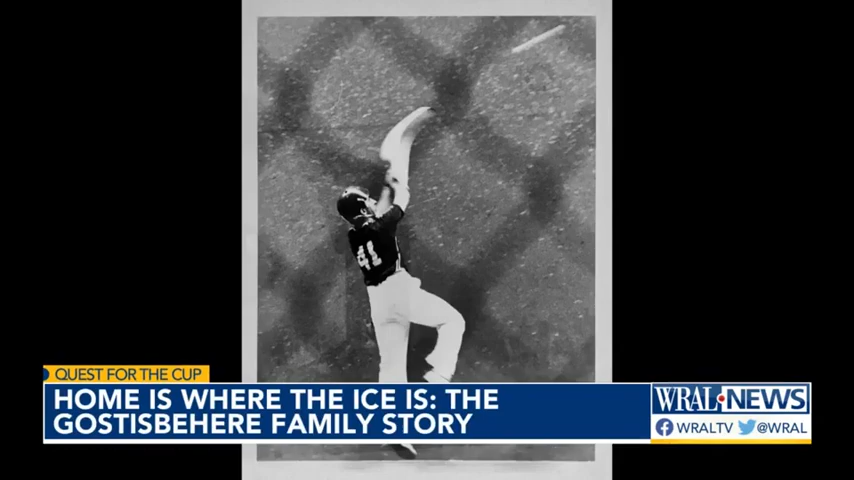 41
QUEST FOR THE CUP
HOME IS WHERE THE ICE IS: THE
GOSTISBEHERE FAMILY STORY
WRAL NEWS
WRALTV @WRAL